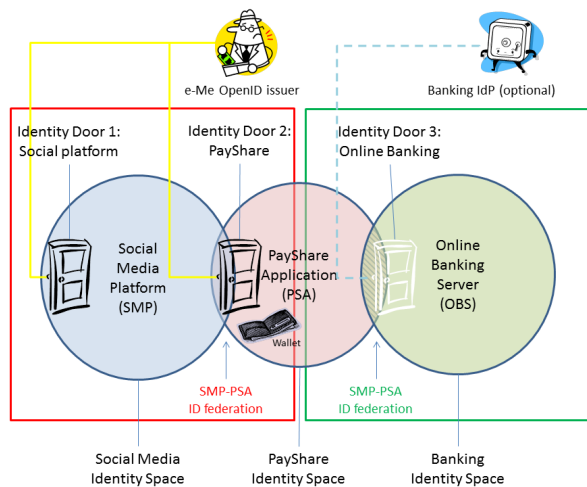 e-Me OpenID issuer
Banking IdP (optional)
Identity Door 1:
Social platform
Identity Door 2:
PayShare
Identity Door 3:
Online Banking
Social
Media
Platform
(SMP)
PayShare
Application
(PSA)
Wallet
Online
Banking
Server
(OBS)
SMP-PSA
ID federation
SMP-PSA
ID federation
Social Media
Identity Space
PayShare
Identity Space
Banking
Identity Space